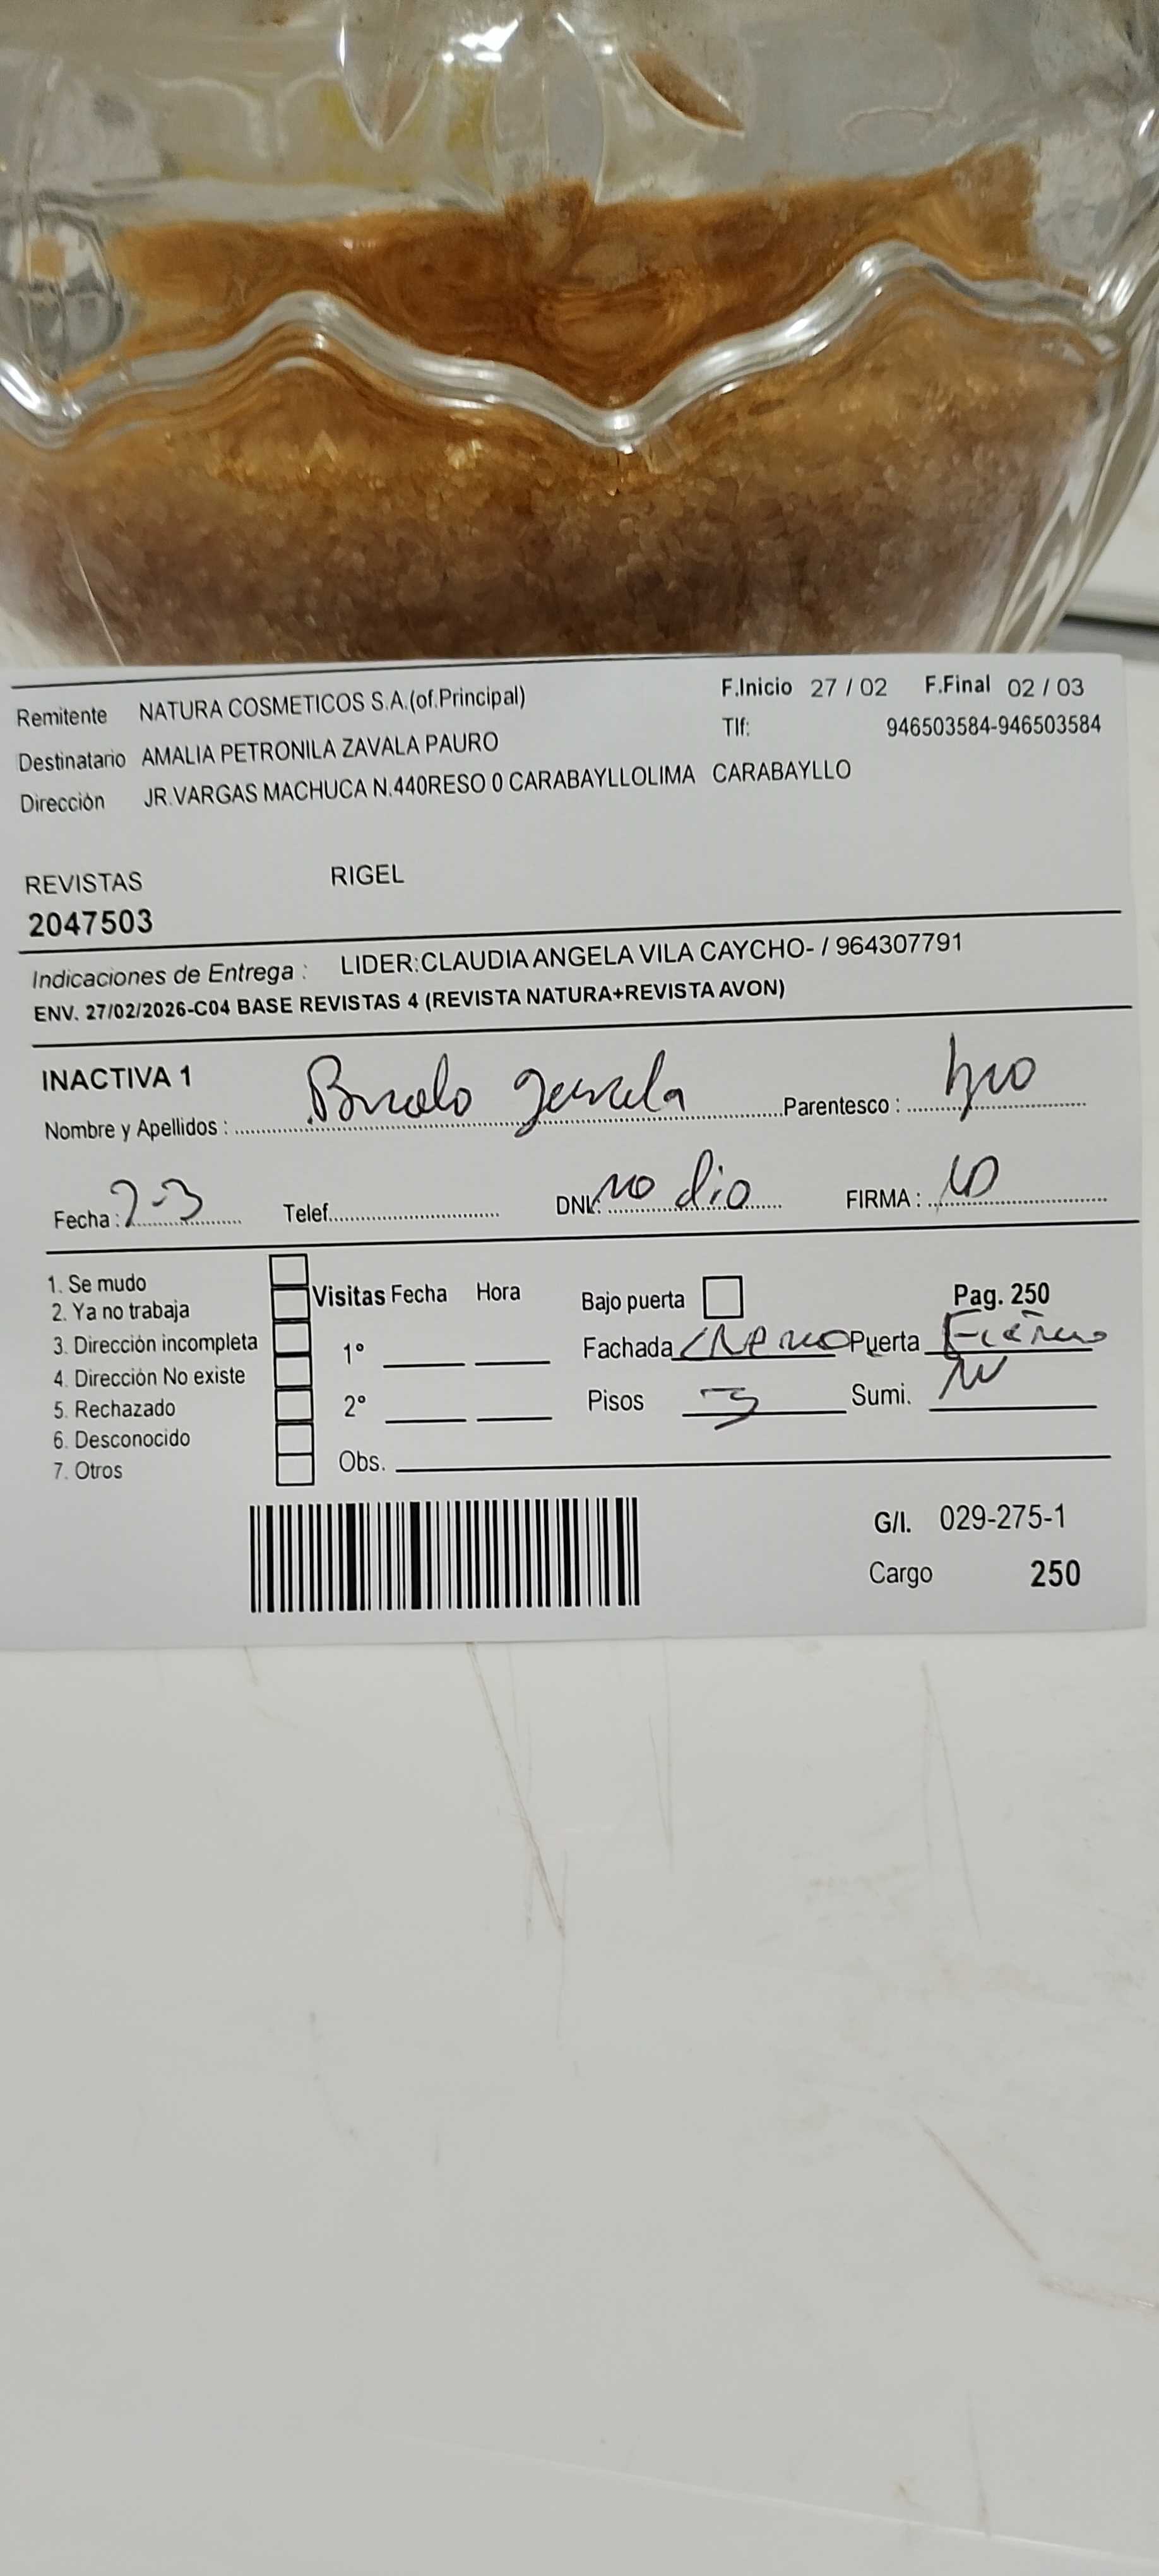 Remitente NATURA COSMETICOS S.A.(of.Principal) F.Inicio 27 / 02 F.Final 02 / 03
Destinatario AMALIA PETRONILA ZAVALA PAURO Tlf: 946503584-946503584
Dirección JR.VARGAS MACHUCA N.440RESO 0 CARABAYLLOLIMA CARABAYLLO
REVISTAS RIGEL
2047503
Indicaciones de Entrega : LIDER:CLAUDIA ANGELA VILA CAYCHO- / 964307791
ENV. 27/02/2026-C04 BASE REVISTAS 4 (REVISTA NATURA+REVISTA AVON)
INACTIVA 1
Nombre y Apellidos : Parentesco :
Fecha : Telef. DNI: no dio FIRMA :
1. Se mudo
2. Ya no trabaja
3. Dirección incompleta
4. Dirección No existe
5. Rechazado
6. Desconocido
7. Otros
Visitas Fecha Hora
1°
2°
Obs.
Bajo puerta Pag. 250
Fachada Puerta
Pisos 3 Sumi.
G/I. 029-275-1
Cargo 250